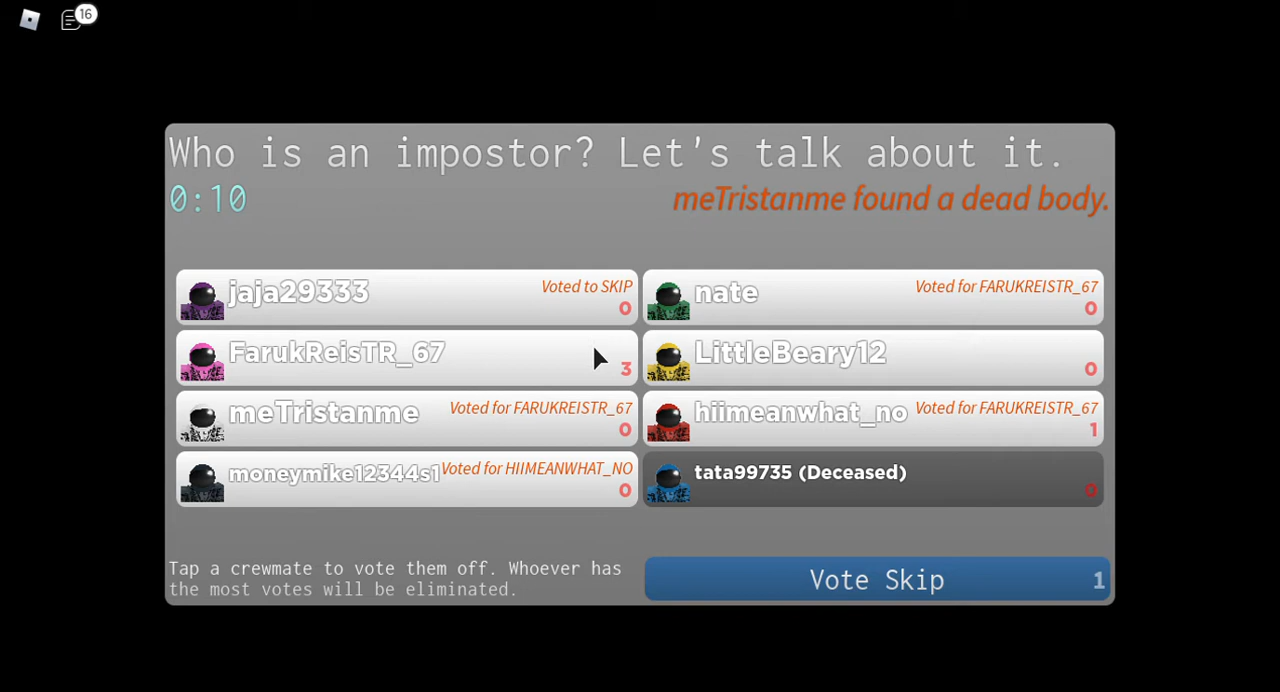 16
Who is an impostor? Let's talk about it.
0:10
meTristanme found a dead body.
jaja29333
Voted to SKIP
0
nate
Voted for FARUKREISTR_67
0
FarukReisTR_67
3
LittleBeary12
0
meTristanme
Voted for FARUKREISTR_67
0
hiimeanwhat_no
Voted for FARUKREISTR_67
1
moneymike12344s1
Voted for HIIMEANWHAT_NO
0
tata99735 (Deceased)
0
Tap a crewmate to vote them off. Whoever has
the most votes will be eliminated.
Vote Skip
1